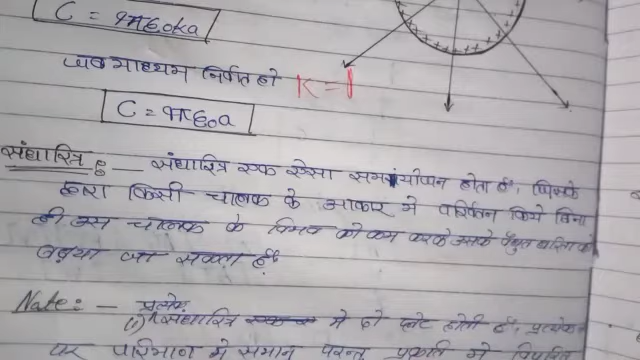 C = 4πε₀ka
जब माध्यम निर्वात हो K = 1
C = 4πε₀a
संधारित्र :— संधारित्र एक ऐसा समायोजन होता है, जिसके
द्वारा किसी चालक के आकार में परिवर्तन किये बिना
ही उस चालक के विभव को कम करके उसकी वैद्युत धारिता को
बढ़ाया जा सकता है।
Note :— प्रत्येक
(i) संधारित्र में दो प्लेट होती हैं, प्रत्येक
पर परिमाण में समान परन्तु प्रकृति में विपरीत